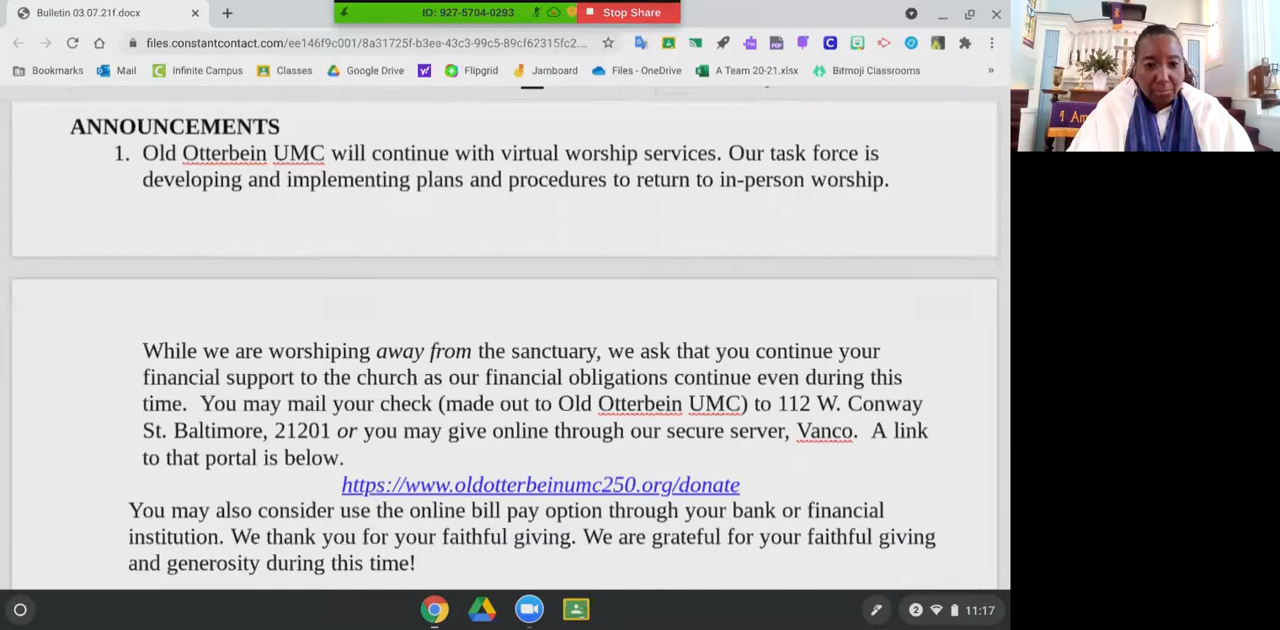 Bulletin 03.07.21f.docx
ID: 927-5704-0293
Stop Share
files.constantcontact.com/ee146f9c001/8a31725f-b3ea-43c3-99c5-89cf62315fc2...
Bookmarks Mail Infinite Campus Classes Google Drive Flipgrid Jamboard Files - OneDrive A Team 20-21.xlsx Bitmoji Classrooms »
ANNOUNCEMENTS
1. Old Otterbein UMC will continue with virtual worship services. Our task force is
developing and implementing plans and procedures to return to in-person worship.
While we are worshiping away from the sanctuary, we ask that you continue your
financial support to the church as our financial obligations continue even during this
time. You may mail your check (made out to Old Otterbein UMC) to 112 W. Conway
St. Baltimore, 21201 or you may give online through our secure server, Vanco. A link
to that portal is below.
https://www.oldotterbeinumc250.org/donate
You may also consider use the online bill pay option through your bank or financial
institution. We thank you for your faithful giving. We are grateful for your faithful giving
and generosity during this time!
2 11:17
I Am